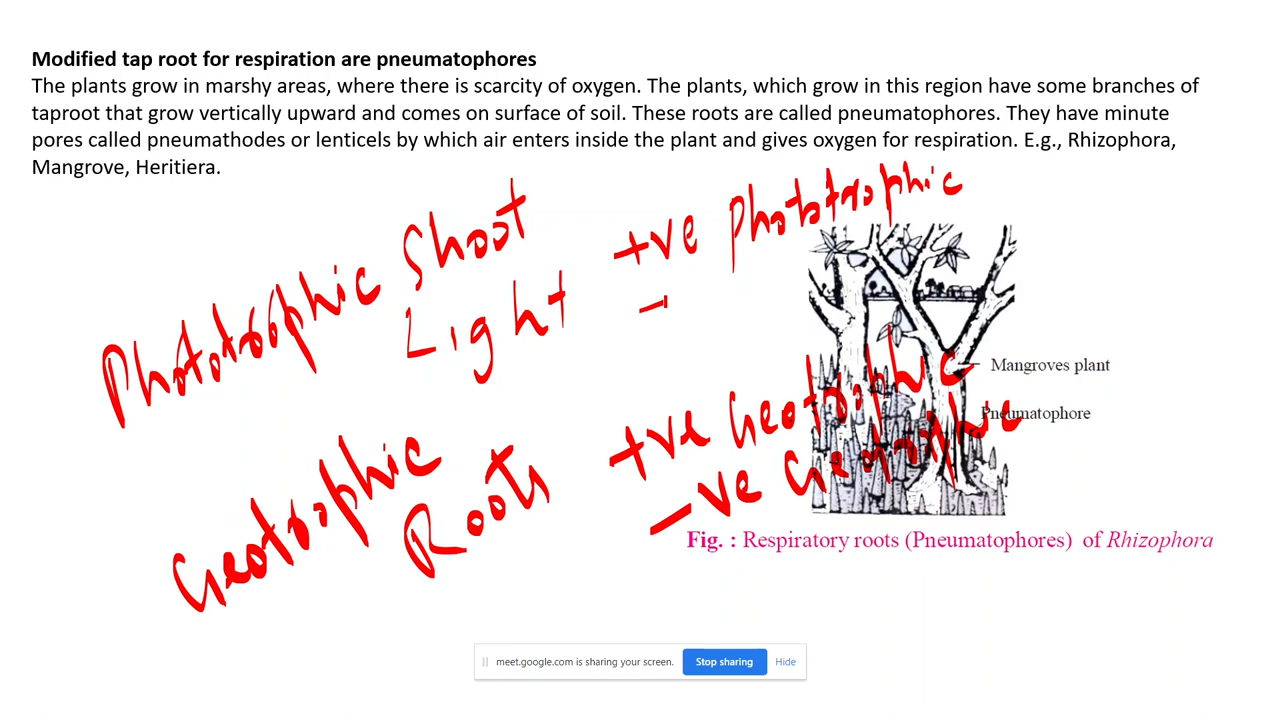 Modified tap root for respiration are pneumatophores
The plants grow in marshy areas, where there is scarcity of oxygen. The plants, which grow in this region have some branches of
taproot that grow vertically upward and comes on surface of soil. These roots are called pneumatophores. They have minute
pores called pneumathodes or lenticels by which air enters inside the plant and gives oxygen for respiration. E.g., Rhizophora,
Mangrove, Heritiera.
Phototrophic Shoot +ve Phototrophic
Light -
Mangroves plant
Pneumatophore
Geotrophic Roots +ve Geotrophic
-ve Geotrophic
Fig. : Respiratory roots (Pneumatophores) of Rhizophora
meet.google.com is sharing your screen. Stop sharing Hide